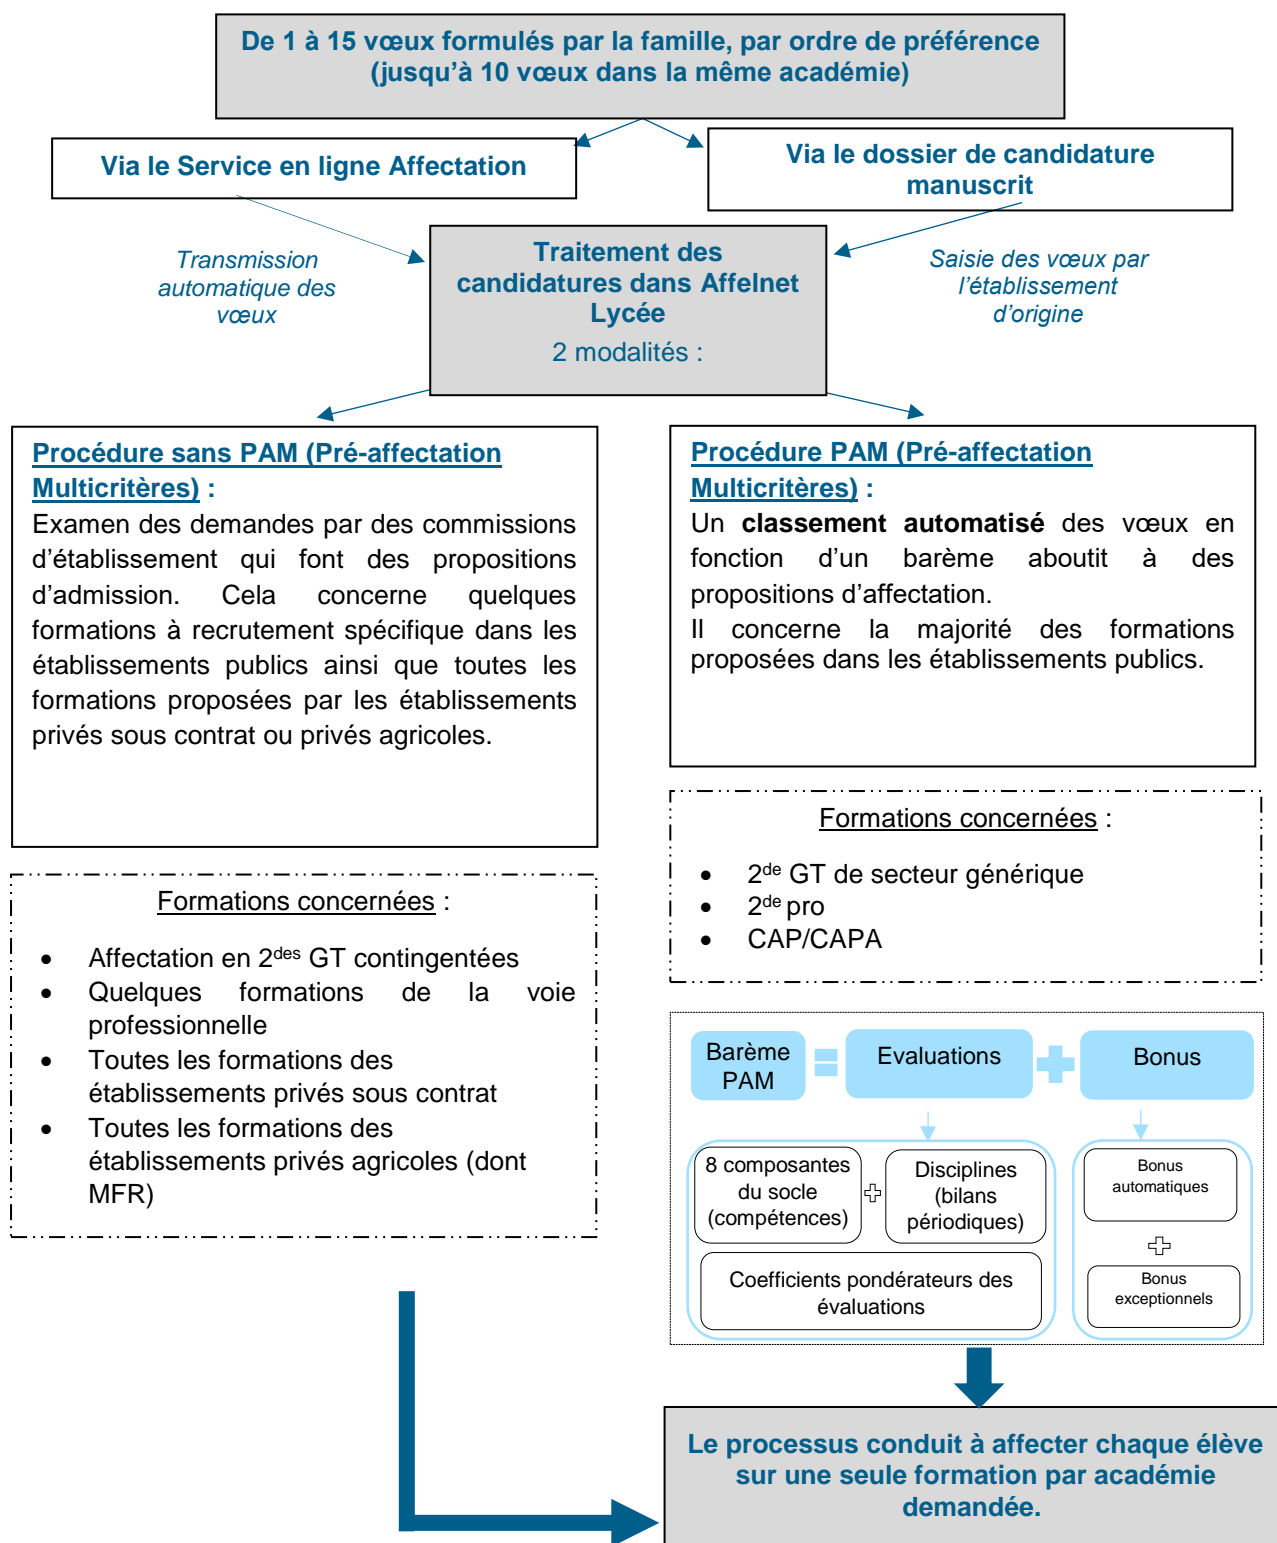 De 1 à 15 vœux formulés par la famille, par ordre de préférence
(jusqu'à 10 vœux dans la même académie)
Via le Service en ligne Affectation
Via le dossier de candidature
manuscrit
Transmission
automatique des
vœux
Traitement des
candidatures dans Affelnet
Lycée
2 modalités :
Saisie des vœux par
l'établissement
d'origine
Procédure sans PAM (Pré-affectation
Multicritères) :
Examen des demandes par des commissions
d'établissement qui font des propositions
d'admission. Cela concerne quelques
formations à recrutement spécifique dans les
établissements publics ainsi que toutes les
formations proposées par les établissements
privés sous contrat ou privés agricoles.
Formations concernées :
• Affectation en 2des GT contingentées
• Quelques formations de la voie
professionnelle
• Toutes les formations des
établissements privés sous contrat
• Toutes les formations des
établissements privés agricoles (dont
MFR)
Procédure PAM (Pré-affectation
Multicritères) :
Un classement automatisé des vœux en
fonction d'un barème aboutit à des
propositions d'affectation.
Il concerne la majorité des formations
proposées dans les établissements publics.
Formations concernées :
• 2de GT de secteur générique
• 2de pro
• CAP/CAPA
Barème
PAM
Evaluations
Bonus
8 composantes
du socle
(compétences)
Disciplines
(bilans
périodiques)
Coefficients pondérateurs des
évaluations
Bonus
automatiques
Bonus
exceptionnels
Le processus conduit à affecter chaque élève
sur une seule formation par académie
demandée.